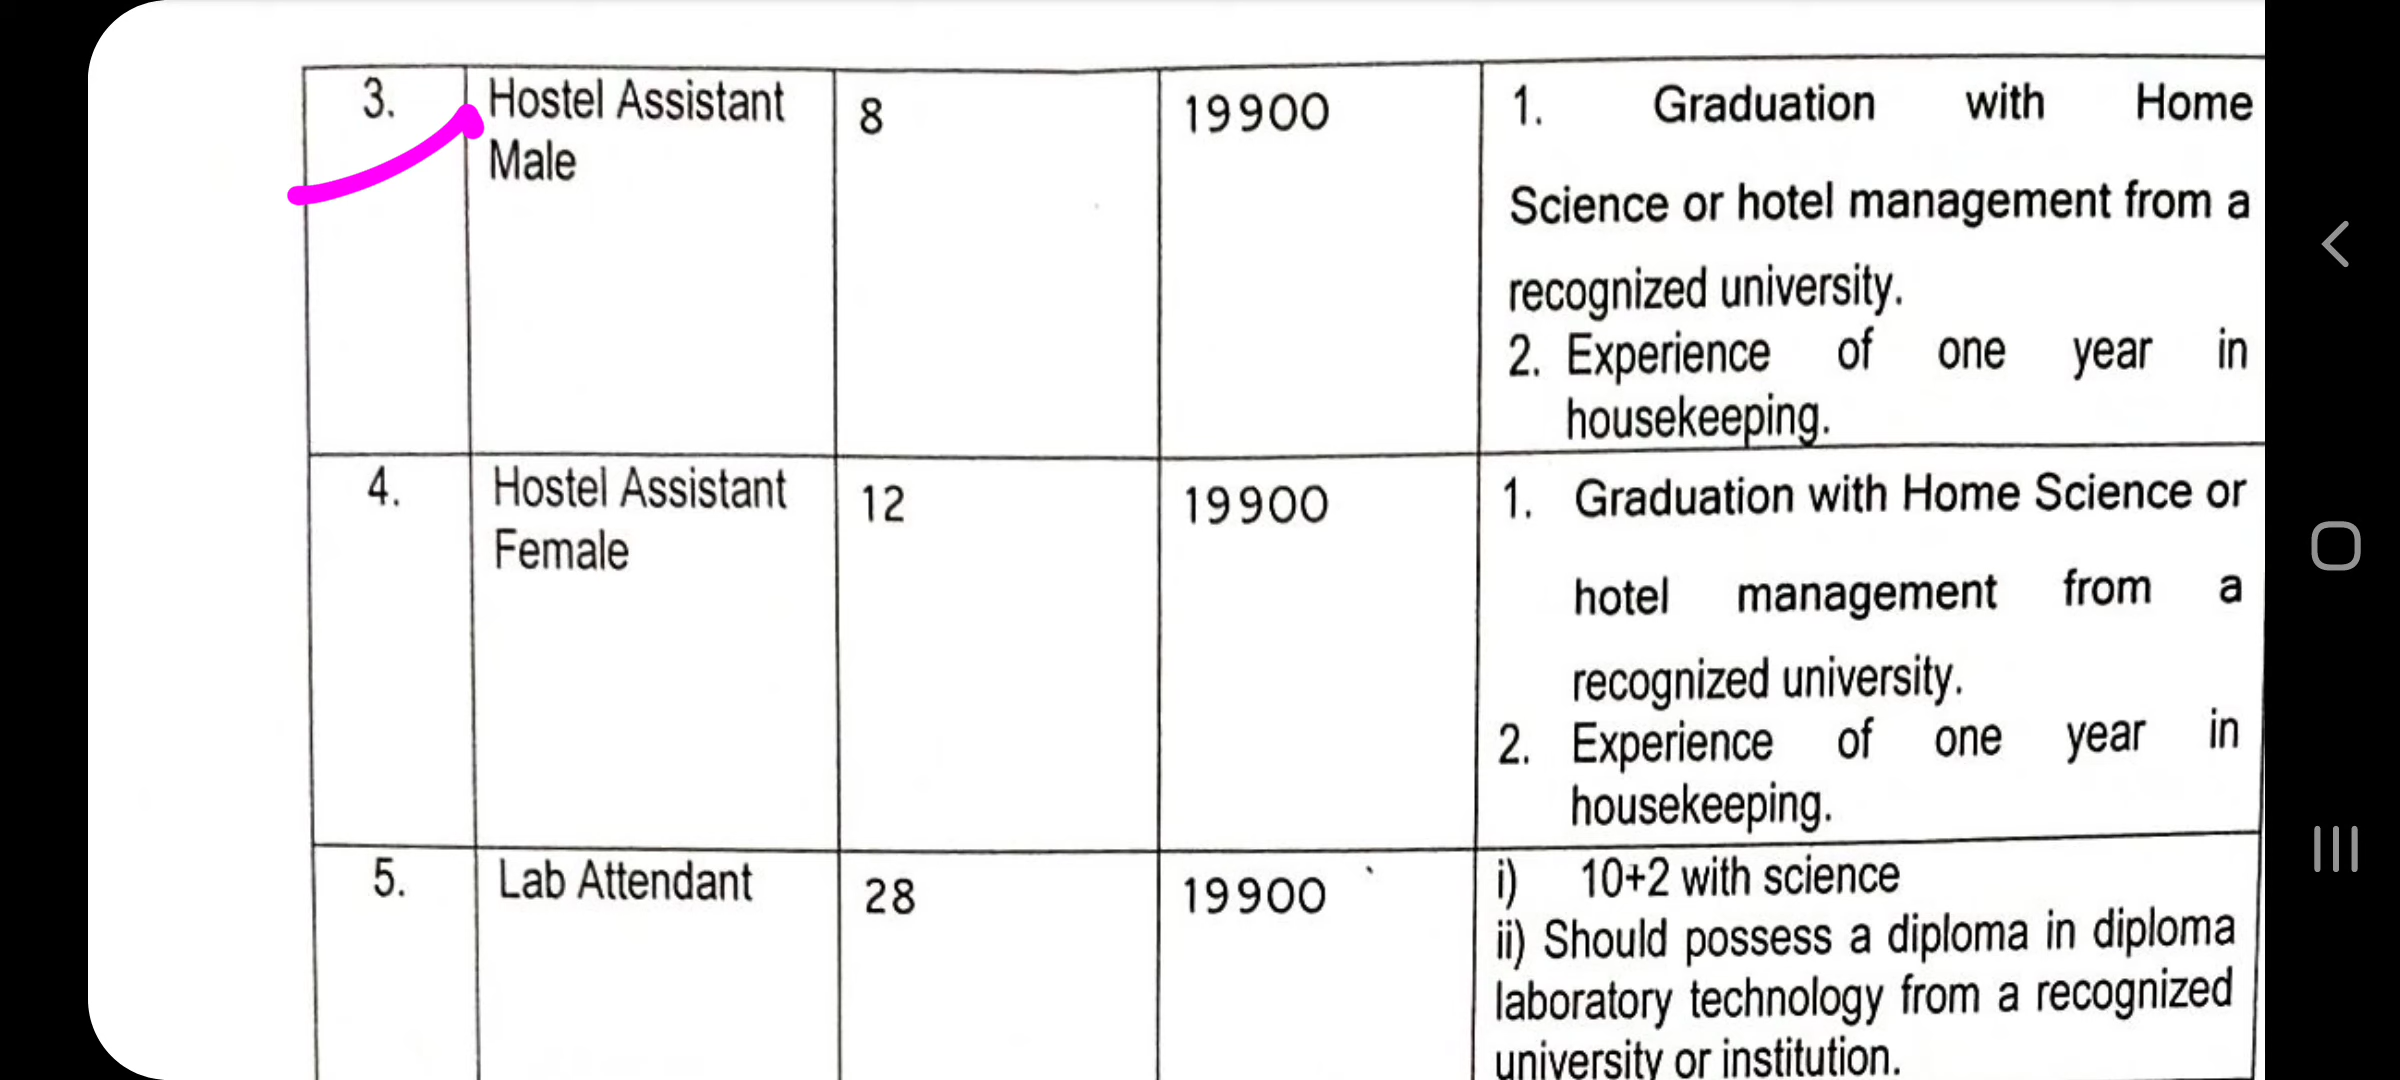 3.
Hostel Assistant
Male
8
19900
1. Graduation with Home
Science or hotel management from a
recognized university.
2. Experience of one year in
housekeeping.
4.
Hostel Assistant
Female
12
19900
1. Graduation with Home Science or
hotel management from a
recognized university.
2. Experience of one year in
housekeeping.
5.
Lab Attendant
28
19900
i) 10+2 with science
ii) Should possess a diploma in diploma
laboratory technology from a recognized
university or institution.